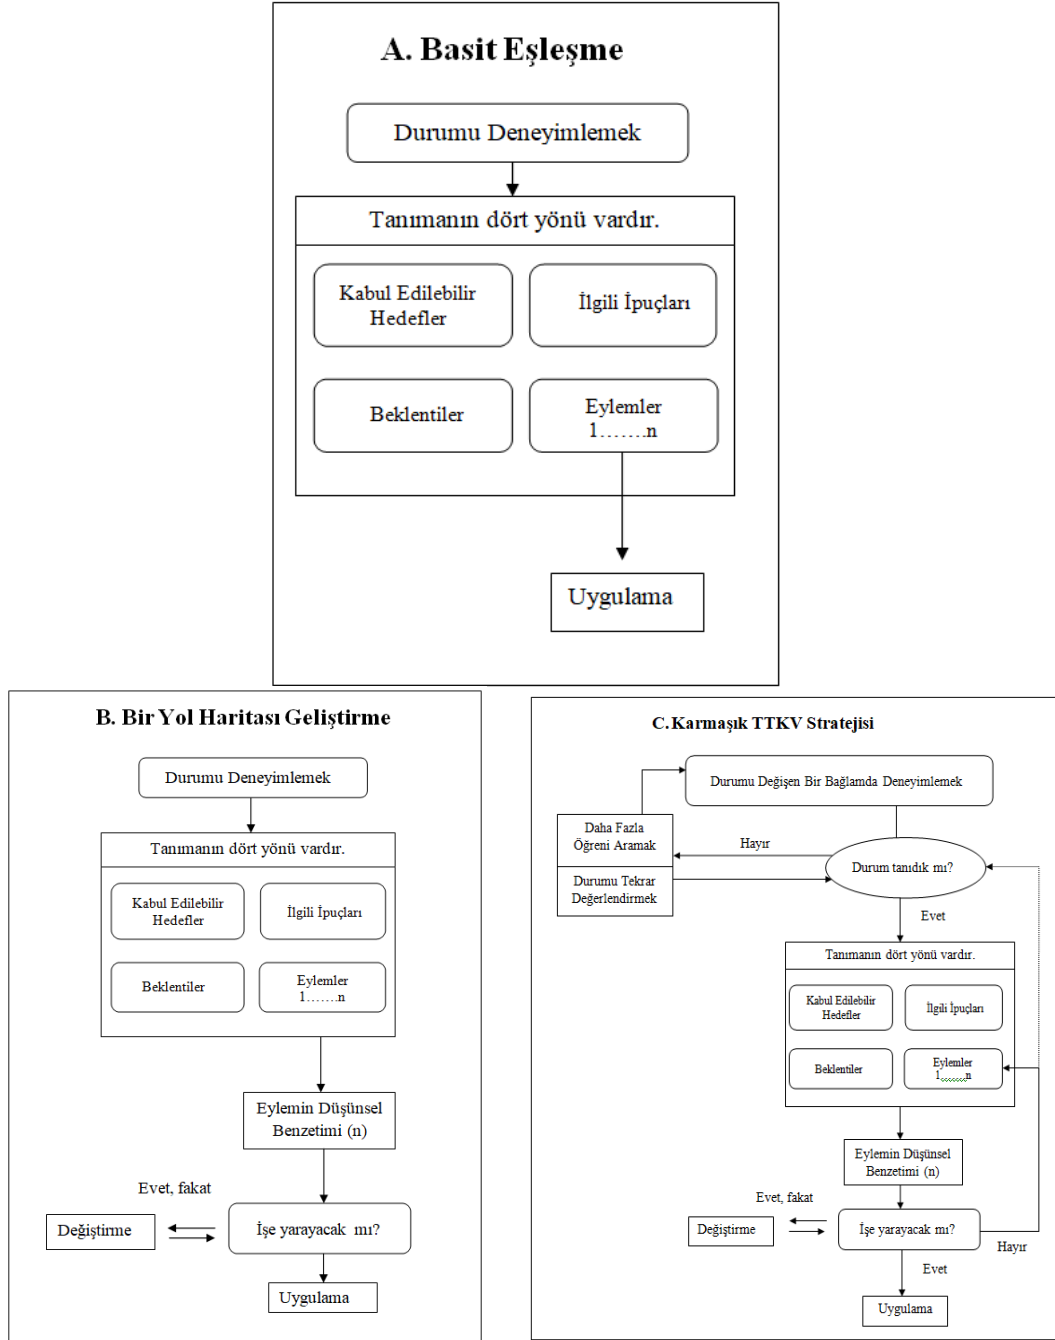 A. Basit Eşleşme
Durumu Deneyimlemek
Tanımanın dört yönü vardır.
Kabul Edilebilir
Hedefler
İlgili İpuçları
Beklentiler
Eylemler
1…….n
Uygulama
B. Bir Yol Haritası Geliştirme
Durumu Deneyimlemek
Tanımanın dört yönü vardır.
Kabul Edilebilir
Hedefler
İlgili İpuçları
Beklentiler
Eylemler
1…….n
Eylemin Düşünsel
Benzetimi (n)
Evet, fakat
Değiştirme
İşe yarayacak mı?
Uygulama
C. Karmaşık TTKV Stratejisi
Durumu Değişen Bir Bağlamda Deneyimlemek
Daha Fazla
Öğreni Aramak
Hayır
Durum tanıdık mı?
Durumu Tekrar
Değerlendirmek
Evet
Tanımanın dört yönü vardır.
Kabul Edilebilir
Hedefler
İlgili İpuçları
Beklentiler
Eylemler
1…….n
Eylemin Düşünsel
Benzetimi (n)
Evet, fakat
Değiştirme
İşe yarayacak mı?
Hayır
Evet
Uygulama